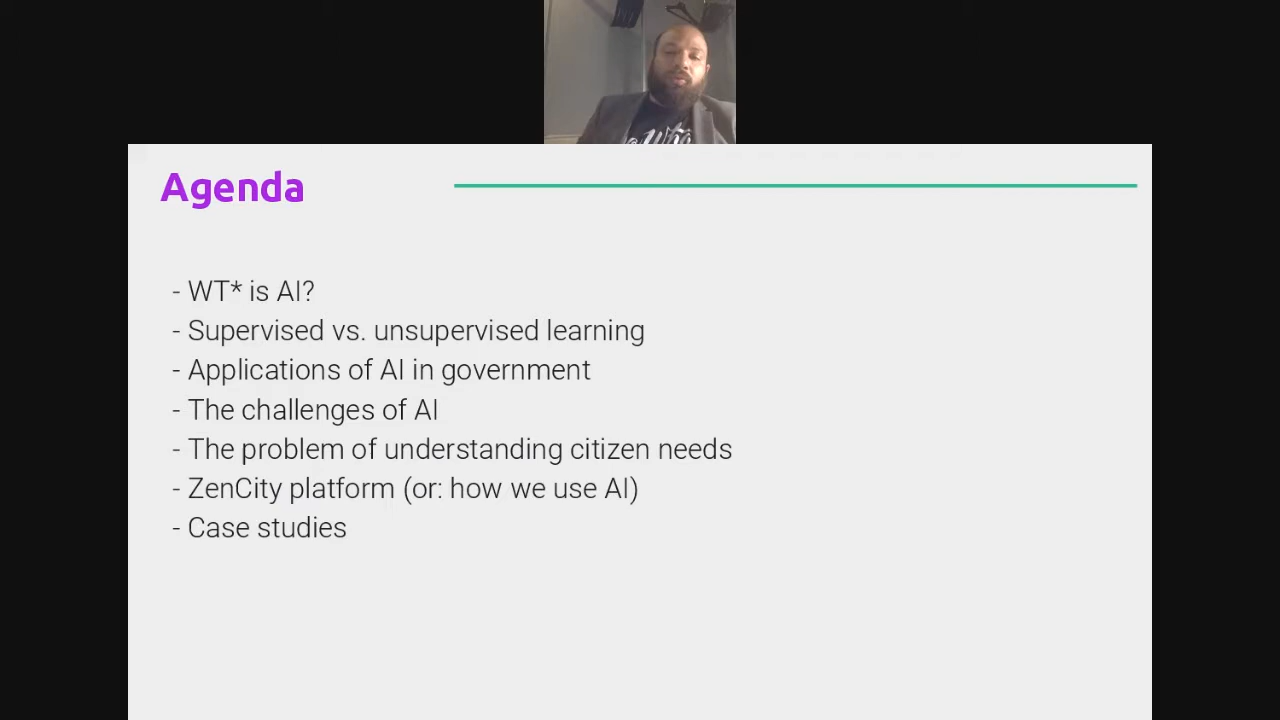 Who
Agenda
- WT* is AI?
- Supervised vs. unsupervised learning
- Applications of AI in government
- The challenges of AI
- The problem of understanding citizen needs
- ZenCity platform (or: how we use AI)
- Case studies